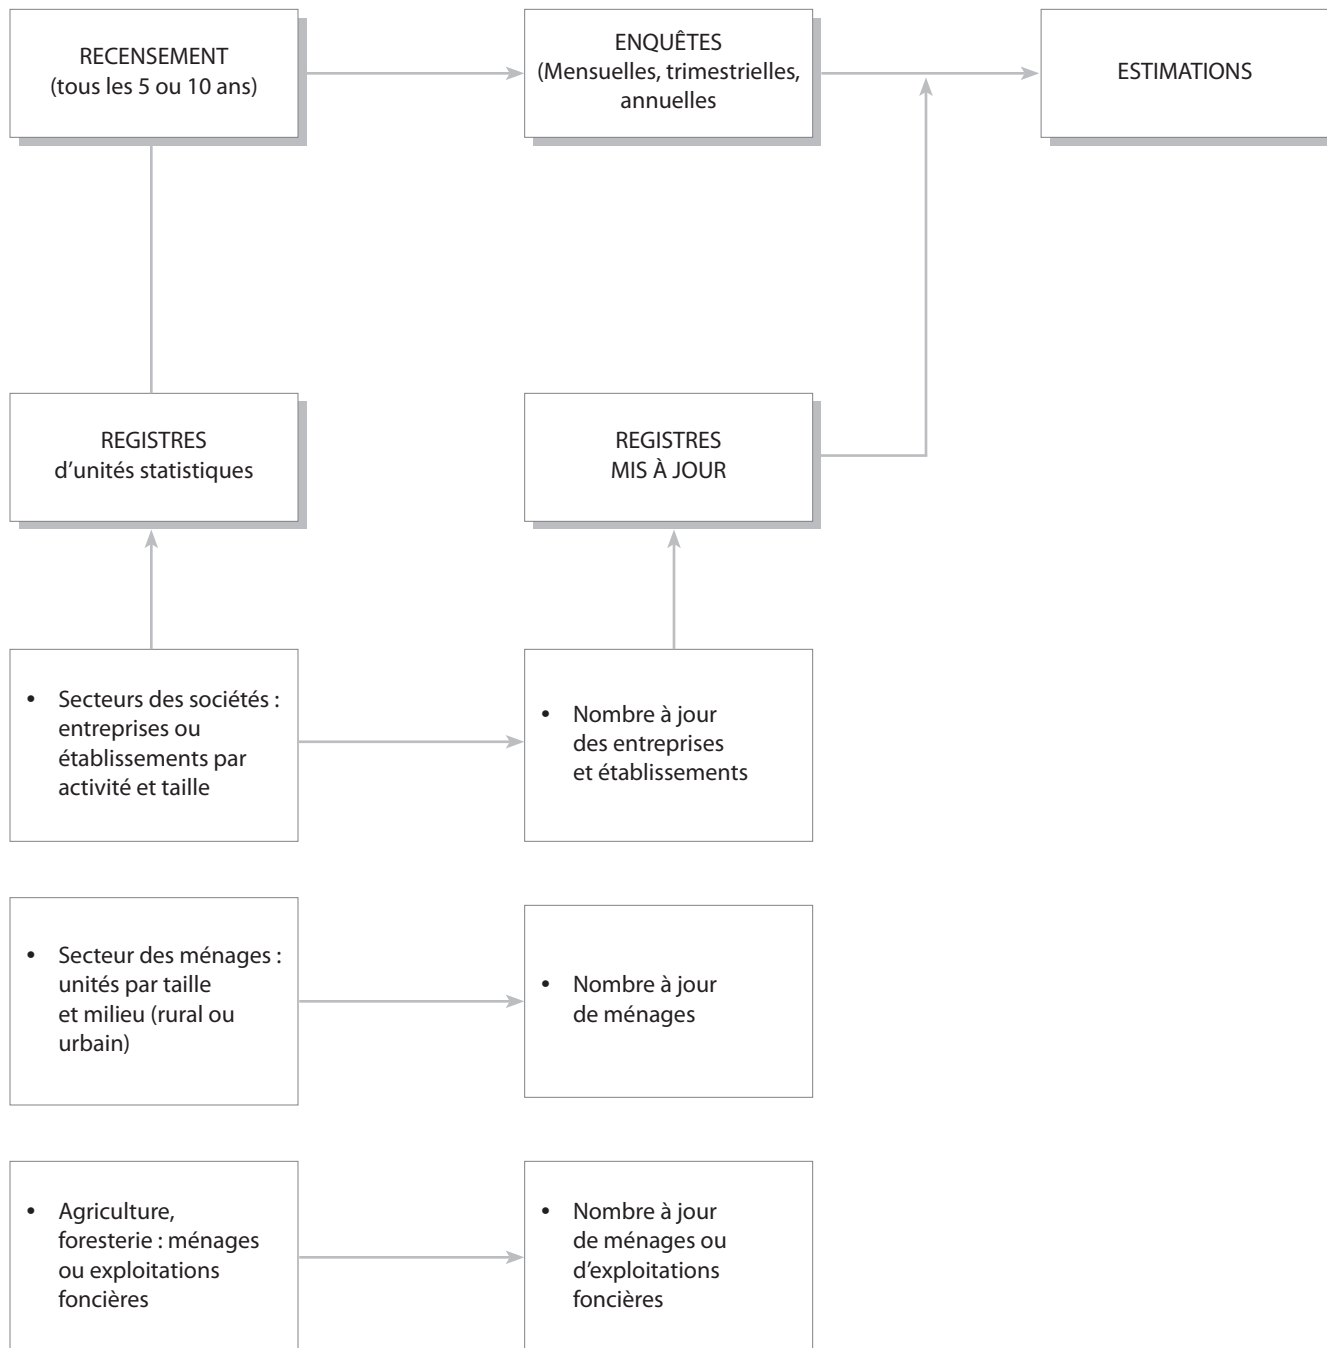 RECENSEMENT
(tous les 5 ou 10 ans)
ENQUÊTES
(Mensuelles, trimestrielles,
annuelles
ESTIMATIONS
REGISTRES
d’unités statistiques
REGISTRES
MIS À JOUR
• Secteurs des sociétés :
entreprises ou
établissements par
activité et taille
• Nombre à jour
des entreprises
et établissements
• Secteur des ménages :
unités par taille
et milieu (rural ou
urbain)
• Nombre à jour
de ménages
• Agriculture,
foresterie : ménages
ou exploitations
foncières
• Nombre à jour
de ménages ou
d’exploitations
foncières